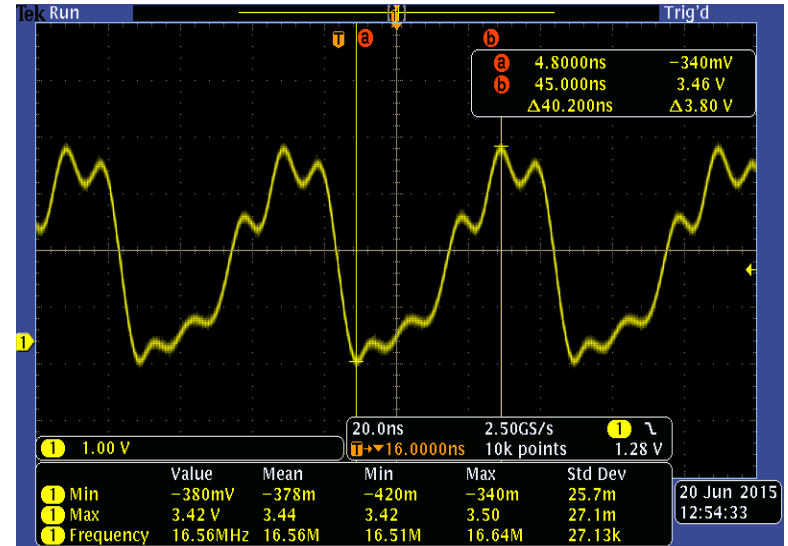 Tek Run Trig'd
T a b
a 4.8000ns −340mV
b 45.000ns 3.46 V
Δ40.200ns Δ3.80 V
1
20.0ns 2.50GS/s 1
1 1.00 V T→▼16.0000ns 10k points 1.28 V
Value Mean Min Max Std Dev
1 Min −380mV −378m −420m −340m 25.7m
1 Max 3.42 V 3.44 3.42 3.50 27.1m
1 Frequency 16.56MHz 16.56M 16.51M 16.64M 27.13k
20 Jun 2015
12:54:33